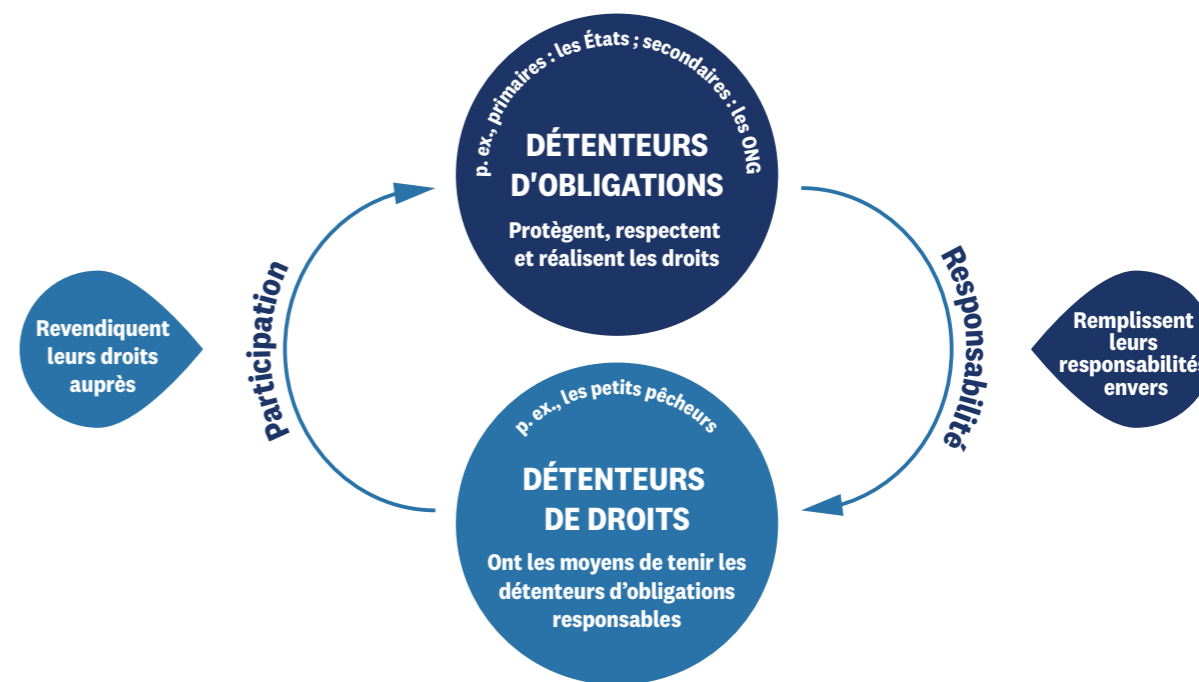 p. ex., primaires : les États ; secondaires : les ONG
DÉTENTEURS
D'OBLIGATIONS
Protègent, respectent
et réalisent les droits
Participation
Responsabilité
Revendiquent
leurs droits
auprès
Remplissent
leurs
responsabilités
envers
p. ex., les petits pêcheurs
DÉTENTEURS
DE DROITS
Ont les moyens de tenir les
détenteurs d’obligations
responsables